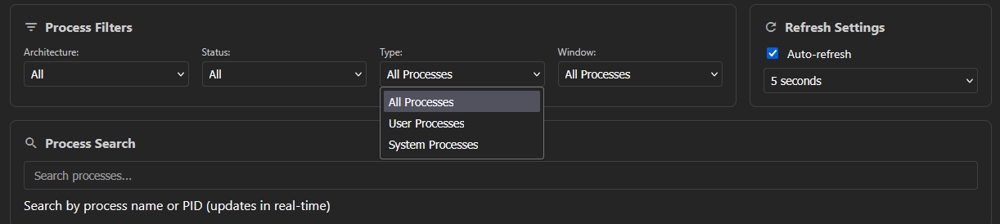 Process Filters
Architecture:
All
Status:
All
Type:
All Processes
All Processes
User Processes
System Processes
Window:
All Processes
Refresh Settings
Auto-refresh
5 seconds
Process Search
Search processes...
Search by process name or PID (updates in real-time)